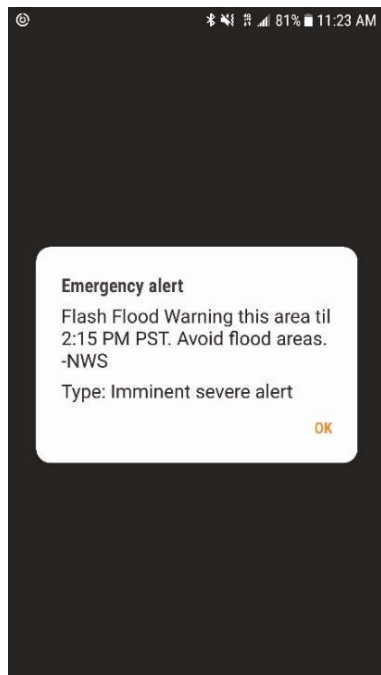 81% 11:23 AM
Emergency alert
Flash Flood Warning this area til
2:15 PM PST. Avoid flood areas.
-NWS
Type: Imminent severe alert
OK